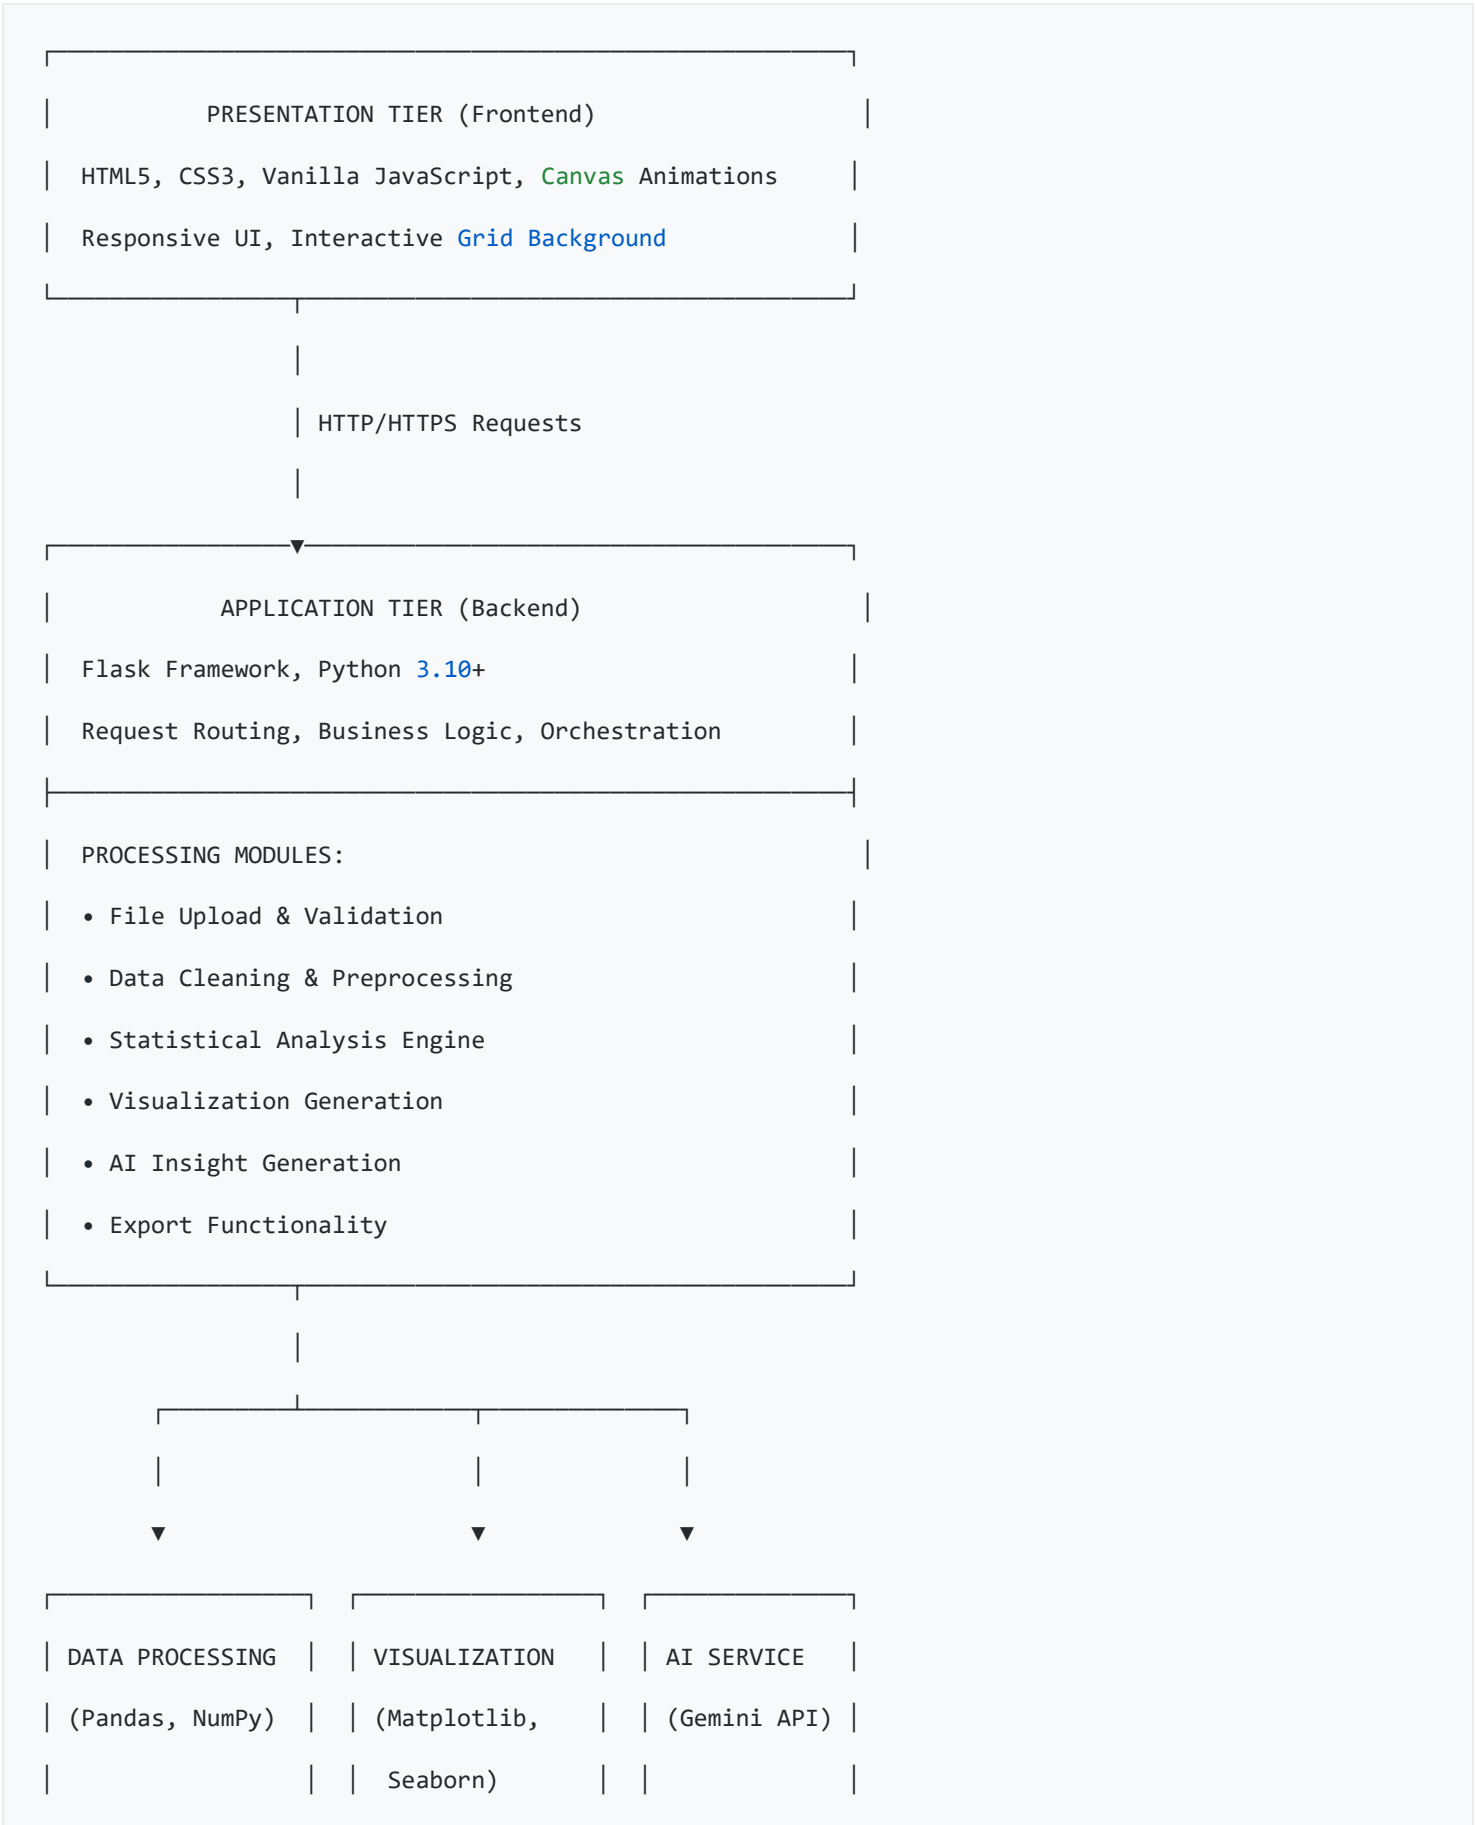 PRESENTATION TIER (Frontend)
HTML5, CSS3, Vanilla JavaScript, Canvas Animations
Responsive UI, Interactive Grid Background
HTTP/HTTPS Requests
APPLICATION TIER (Backend)
Flask Framework, Python 3.10+
Request Routing, Business Logic, Orchestration
PROCESSING MODULES:
• File Upload & Validation
• Data Cleaning & Preprocessing
• Statistical Analysis Engine
• Visualization Generation
• AI Insight Generation
• Export Functionality
DATA PROCESSING
(Pandas, NumPy)
VISUALIZATION
(Matplotlib,
Seaborn)
AI SERVICE
(Gemini API)